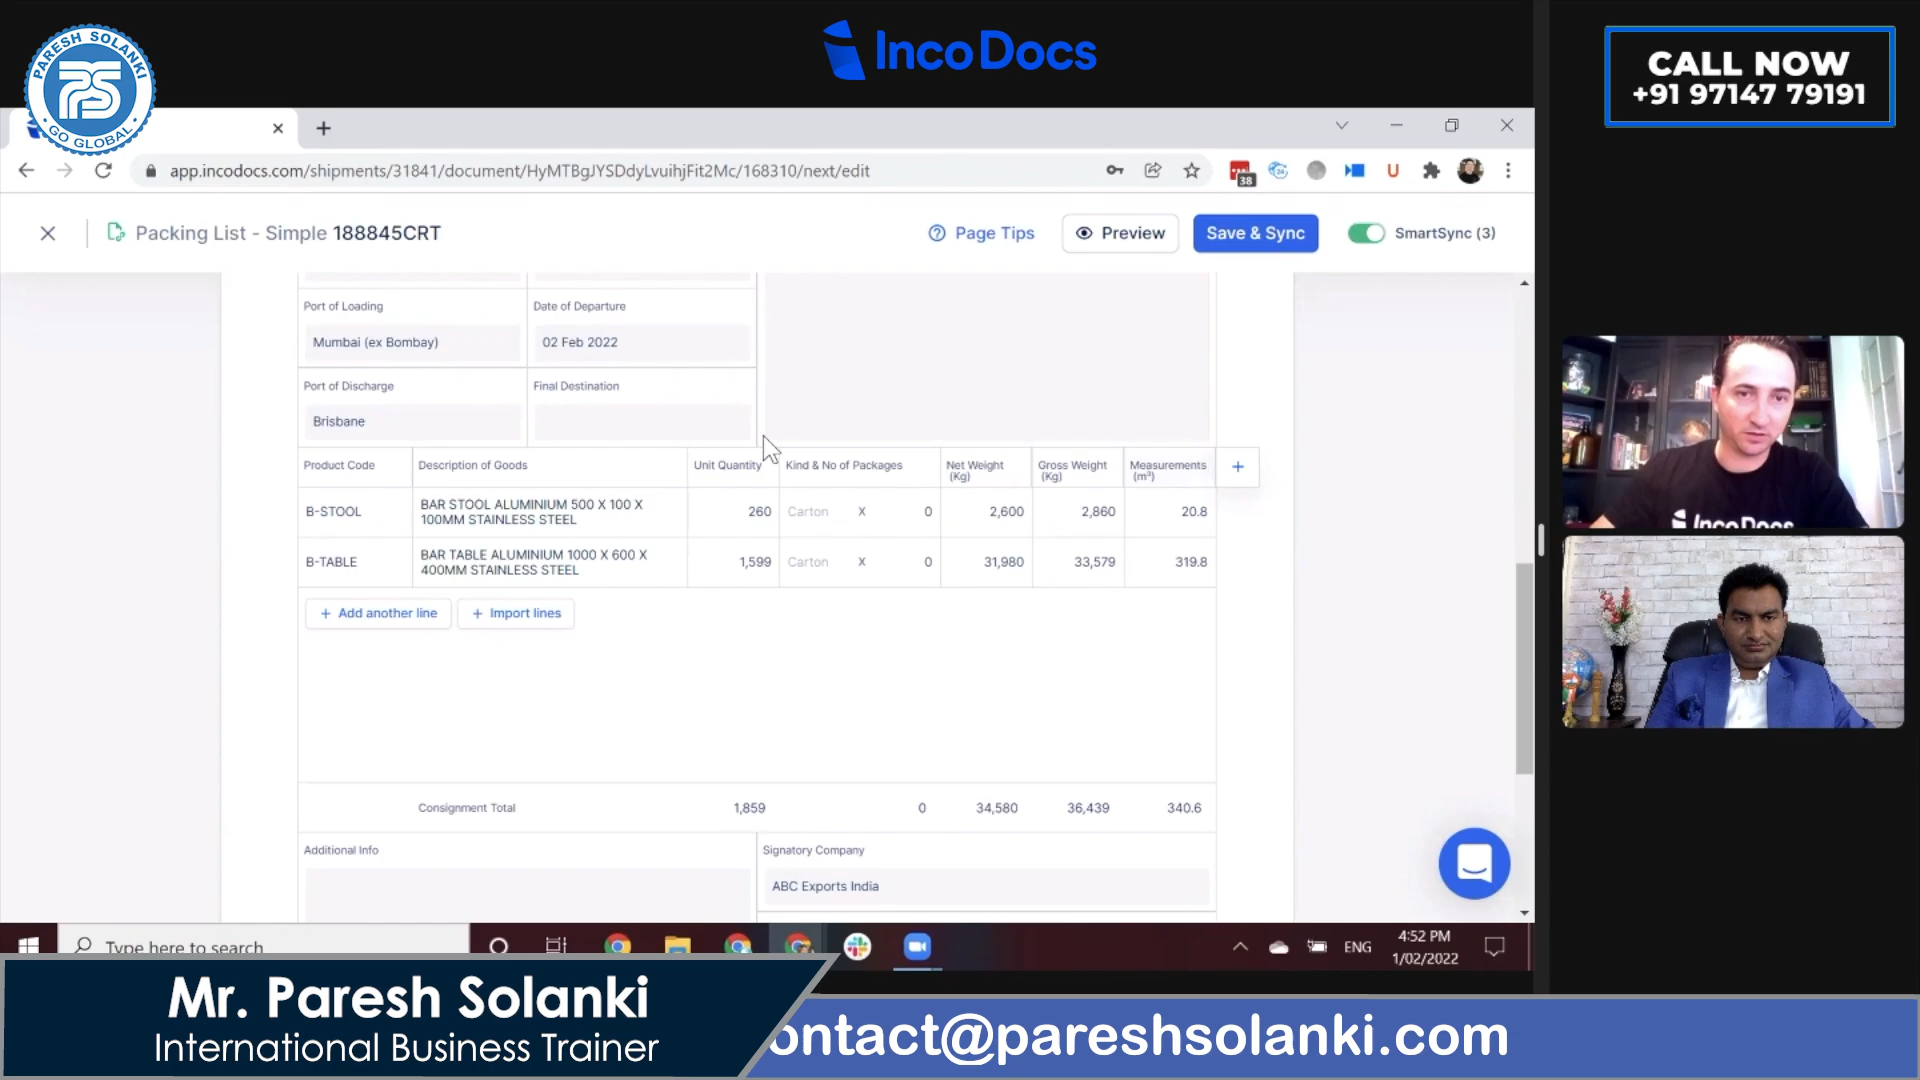 PARESH SOLANKI
GO GLOBAL
IncoDocs
CALL NOW
+91 97147 79191
app.incodocs.com/shipments/31841/document/HyMTBgJYSDdyLvuihjFit2Mc/168310/next/edit
38
24
U
Packing List - Simple 188845CRT
Page Tips
Preview
Save & Sync
SmartSync (3)
Port of Loading
Date of Departure
Mumbai (ex Bombay)
02 Feb 2022
Port of Discharge
Final Destination
Brisbane
Product Code Description of Goods Unit Quantity Kind & No of Packages Net Weight (Kg) Gross Weight (Kg) Measurements (m³) +
B-STOOL BAR STOOL ALUMINIUM 500 X 100 X 260 Carton X 0 2,600 2,860 20.8
100MM STAINLESS STEEL
B-TABLE BAR TABLE ALUMINIUM 1000 X 600 X 1,599 Carton X 0 31,980 33,579 319.8
400MM STAINLESS STEEL
+ Add another line + Import lines
Consignment Total 1,859 0 34,580 36,439 340.6
Additional Info
Signatory Company
ABC Exports India
IncoDocs
Type here to search
ENG
4:52 PM
1/02/2022
Mr. Paresh Solanki
International Business Trainer
ontact@pareshsolanki.com